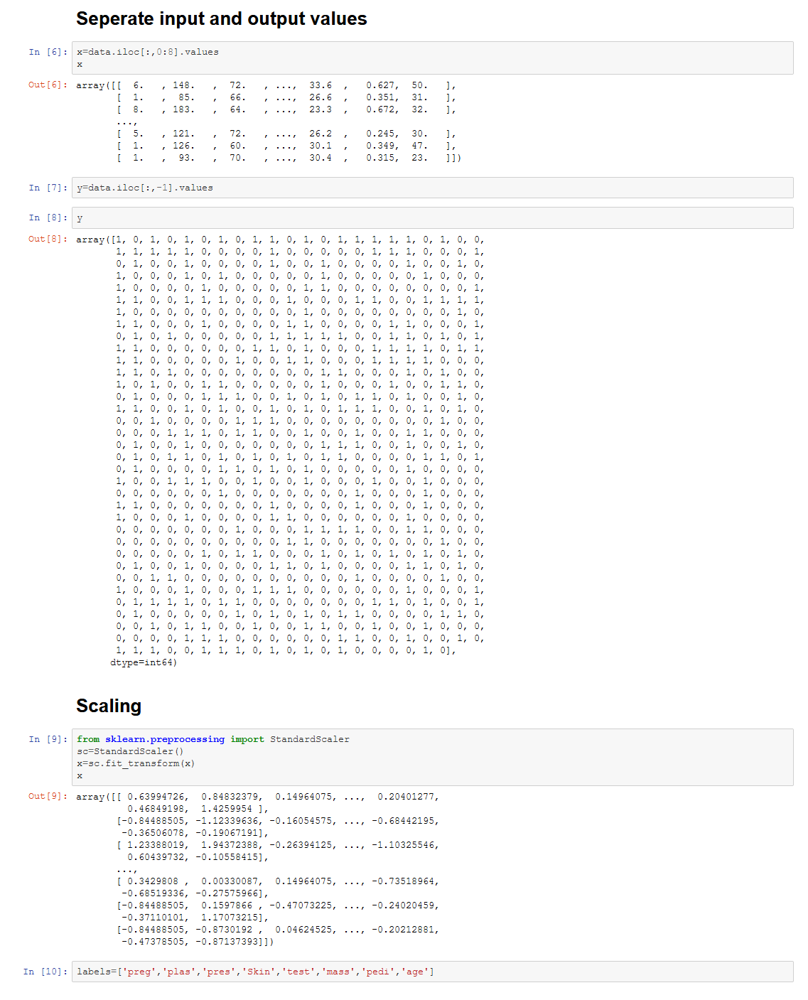 Seperate input and output values
In [6]: x=data.iloc[:,0:8].values
x
Out[6]: array([[  6.   , 148.   ,  72.   , ...,  33.6  ,   0.627,  50.   ],
[  1.   ,  85.   ,  66.   , ...,  26.6  ,   0.351,  31.   ],
[  8.   , 183.   ,  64.   , ...,  23.3  ,   0.672,  32.   ],
...,
[  5.   , 121.   ,  72.   , ...,  26.2  ,   0.245,  30.   ],
[  1.   , 126.   ,  60.   , ...,  30.1  ,   0.349,  47.   ],
[  1.   ,  93.   ,  70.   , ...,  30.4  ,   0.315,  23.   ]])
In [7]: y=data.iloc[:,-1].values
In [8]: y
Out[8]: array([1, 0, 1, 0, 1, 0, 1, 0, 1, 1, 0, 1, 0, 1, 1, 1, 1, 1, 0, 1, 0, 0,
1, 1, 1, 1, 1, 0, 0, 0, 0, 1, 0, 0, 0, 0, 0, 1, 1, 1, 0, 0, 0, 1,
0, 1, 0, 0, 1, 0, 0, 0, 0, 1, 0, 0, 1, 0, 0, 0, 0, 1, 0, 0, 1, 0,
1, 0, 0, 0, 1, 0, 1, 0, 0, 0, 0, 0, 1, 0, 0, 0, 0, 0, 1, 0, 0, 0,
1, 0, 0, 0, 0, 1, 0, 0, 0, 0, 0, 1, 1, 0, 0, 0, 0, 0, 0, 0, 0, 1,
1, 1, 0, 0, 1, 1, 1, 0, 0, 0, 1, 0, 0, 0, 1, 1, 0, 0, 1, 1, 1, 1,
1, 0, 0, 0, 0, 0, 0, 0, 0, 0, 0, 1, 0, 0, 0, 0, 0, 0, 0, 0, 1, 0,
1, 1, 0, 0, 0, 1, 0, 0, 0, 0, 1, 1, 0, 0, 0, 0, 1, 1, 0, 0, 0, 1,
0, 1, 0, 1, 0, 0, 0, 0, 0, 1, 1, 1, 1, 1, 0, 0, 1, 1, 0, 1, 0, 1,
1, 1, 0, 0, 0, 0, 0, 0, 1, 1, 0, 1, 0, 0, 0, 1, 1, 1, 1, 0, 1, 1,
1, 1, 0, 0, 0, 0, 0, 1, 0, 0, 1, 1, 0, 0, 0, 1, 1, 1, 1, 0, 0, 0,
1, 1, 0, 1, 0, 0, 0, 0, 0, 0, 0, 0, 1, 1, 0, 0, 0, 1, 0, 1, 0, 0,
1, 0, 1, 0, 0, 1, 1, 0, 0, 0, 0, 0, 1, 0, 0, 0, 1, 0, 0, 1, 1, 0,
0, 1, 0, 0, 0, 1, 1, 1, 0, 0, 1, 0, 1, 0, 1, 1, 0, 1, 0, 0, 1, 0,
1, 1, 0, 0, 1, 0, 1, 0, 0, 1, 0, 1, 0, 1, 1, 1, 0, 0, 1, 0, 1, 0,
0, 0, 1, 0, 0, 0, 0, 1, 1, 1, 0, 0, 0, 0, 0, 0, 0, 0, 0, 1, 0, 0,
0, 0, 0, 1, 1, 1, 0, 1, 1, 0, 0, 1, 0, 0, 1, 0, 0, 1, 1, 0, 0, 0,
0, 1, 0, 0, 1, 0, 0, 0, 0, 0, 0, 0, 1, 1, 1, 0, 0, 1, 0, 0, 1, 0,
0, 1, 0, 1, 1, 0, 1, 0, 1, 0, 1, 0, 1, 1, 0, 0, 0, 0, 1, 1, 0, 1,
0, 1, 0, 0, 0, 0, 1, 1, 0, 1, 0, 1, 0, 0, 0, 0, 0, 1, 0, 0, 0, 0,
1, 0, 0, 1, 1, 1, 0, 0, 1, 0, 0, 1, 0, 0, 0, 1, 0, 0, 1, 0, 0, 0,
0, 0, 0, 0, 0, 0, 1, 0, 0, 0, 0, 0, 0, 0, 1, 0, 0, 0, 1, 0, 0, 0,
1, 1, 0, 0, 0, 0, 0, 0, 0, 1, 0, 0, 0, 0, 1, 0, 0, 0, 1, 0, 0, 0,
1, 0, 0, 0, 1, 0, 0, 0, 0, 1, 1, 0, 0, 0, 0, 0, 0, 1, 0, 0, 0, 0,
0, 0, 0, 0, 0, 0, 0, 1, 0, 0, 0, 1, 1, 1, 1, 0, 0, 1, 1, 0, 0, 0,
0, 0, 0, 0, 0, 0, 0, 0, 0, 0, 1, 1, 0, 0, 0, 0, 0, 0, 0, 1, 0, 0,
0, 0, 0, 0, 0, 1, 0, 1, 1, 0, 0, 0, 1, 0, 1, 0, 1, 0, 1, 0, 1, 0,
0, 1, 0, 0, 1, 0, 0, 0, 0, 1, 1, 0, 1, 0, 0, 0, 0, 1, 1, 0, 1, 0,
0, 0, 1, 1, 0, 0, 0, 0, 0, 0, 0, 0, 0, 0, 1, 0, 0, 0, 0, 1, 0, 0,
1, 0, 0, 0, 1, 0, 0, 0, 1, 1, 1, 0, 0, 0, 0, 0, 0, 1, 0, 0, 0, 1,
0, 1, 1, 1, 1, 0, 1, 1, 0, 0, 0, 0, 0, 0, 0, 1, 1, 0, 1, 0, 0, 1,
0, 1, 0, 0, 0, 0, 0, 1, 0, 1, 0, 1, 0, 1, 1, 0, 0, 0, 0, 1, 1, 0,
0, 0, 1, 0, 1, 1, 0, 0, 1, 0, 0, 1, 1, 0, 0, 1, 0, 0, 1, 0, 0, 0,
0, 0, 0, 0, 1, 1, 1, 0, 0, 0, 0, 0, 0, 1, 1, 0, 0, 1, 0, 0, 1, 0,
1, 1, 1, 0, 0, 1, 1, 1, 0, 1, 0, 1, 0, 1, 0, 0, 0, 0, 1, 0],
dtype=int64)
Scaling
In [9]: from sklearn.preprocessing import StandardScaler
sc=StandardScaler()
x=sc.fit_transform(x)
x
Out[9]: array([[ 0.63994726,  0.84832379,  0.14964075, ...,  0.20401277,
0.46849198,  1.4259954 ],
[-0.84488505, -1.12339636, -0.16054575, ..., -0.68442195,
-0.36506078, -0.19067191],
[ 1.23388019,  1.94372388, -0.26394125, ..., -1.10325546,
0.60439732, -0.10558415],
...,
[ 0.3429808 ,  0.00330087,  0.14964075, ..., -0.73518964,
-0.68519336, -0.27575966],
[-0.84488505,  0.1597866 , -0.47073225, ..., -0.24020459,
-0.37110101,  1.17073215],
[-0.84488505, -0.8730192 ,  0.04624525, ..., -0.20212881,
-0.47378505, -0.87137393]])
In [10]: labels=['preg','plas','pres','Skin','test','mass','pedi','age']